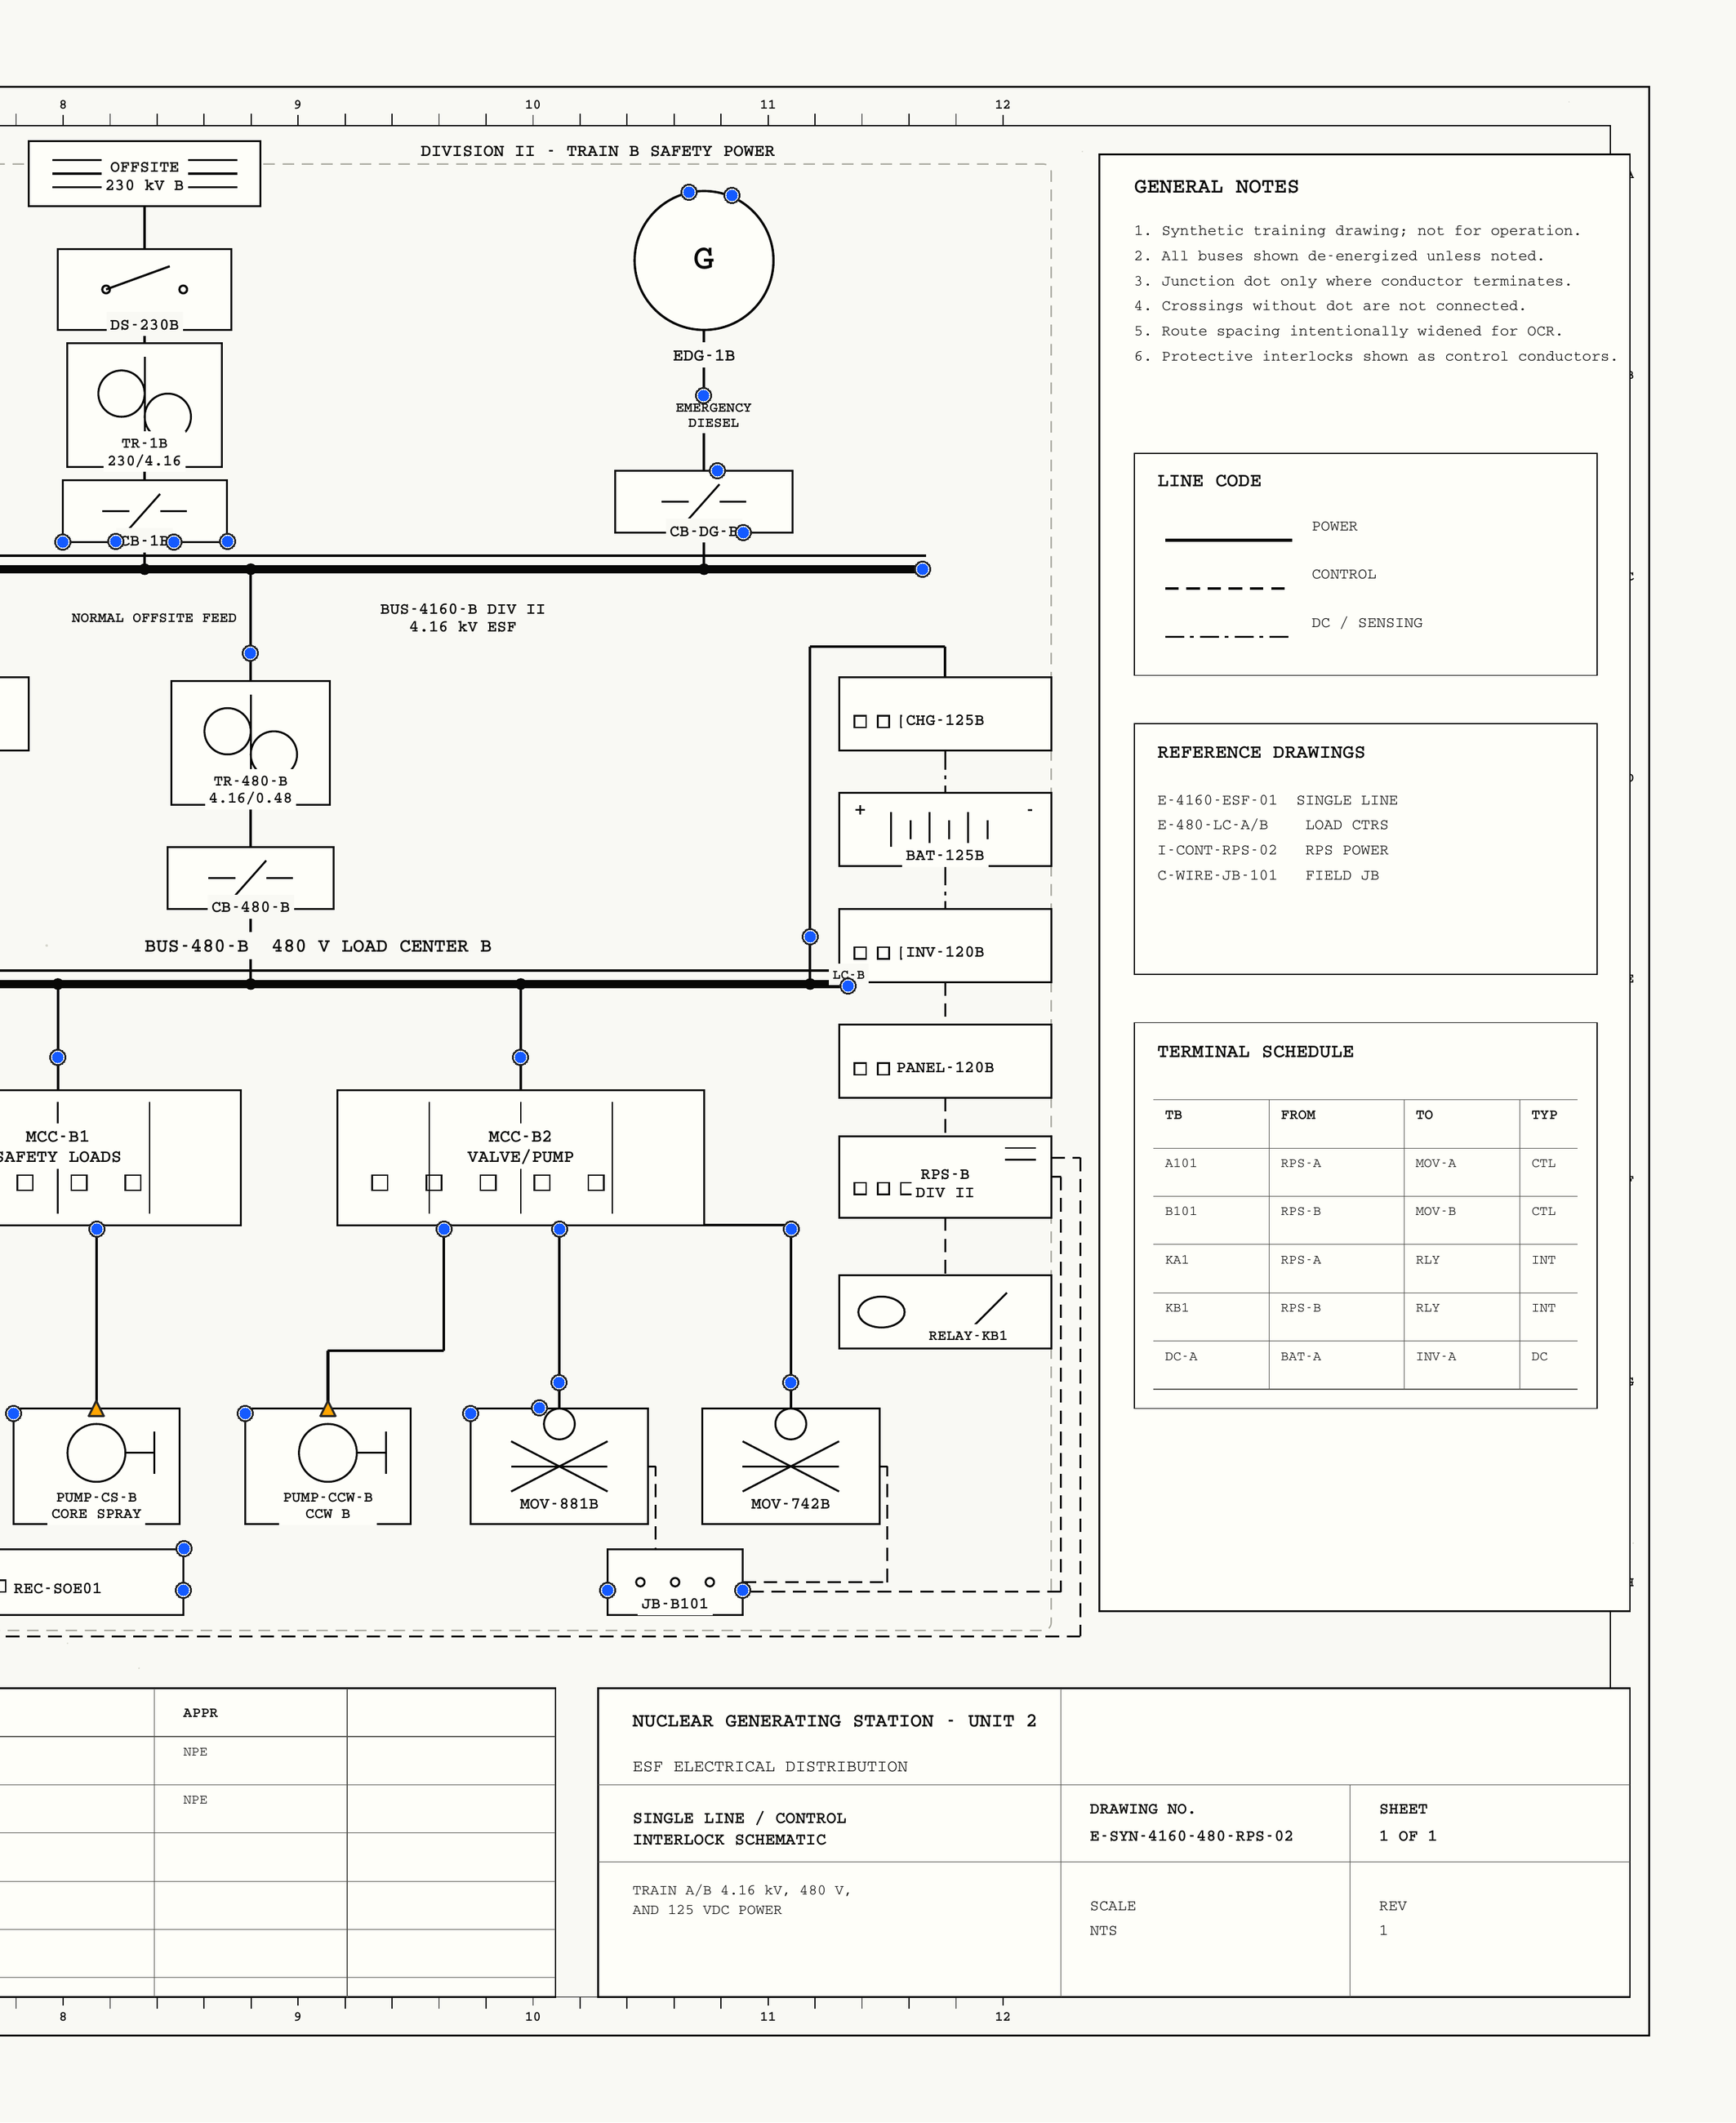 8 9 10 11 12
OFFSITE
230 kV B
DIVISION II - TRAIN B SAFETY POWER
DS-230B
TR-1B
230/4.16
CB-1B
G
EDG-1B
EMERGENCY
DIESEL
CB-DG-B
NORMAL OFFSITE FEED
BUS-4160-B DIV II
4.16 kV ESF
TR-480-B
4.16/0.48
CB-480-B
BUS-480-B 480 V LOAD CENTER B
LC-B
CHG-125B
+ -
BAT-125B
INV-120B
PANEL-120B
RPS-B
DIV II
RELAY-KB1
MCC-B1
SAFETY LOADS
MCC-B2
VALVE/PUMP
PUMP-CS-B
CORE SPRAY
PUMP-CCW-B
CCW B
MOV-881B
MOV-742B
REC-SOE01
JB-B101
GENERAL NOTES
1. Synthetic training drawing; not for operation.
2. All buses shown de-energized unless noted.
3. Junction dot only where conductor terminates.
4. Crossings without dot are not connected.
5. Route spacing intentionally widened for OCR.
6. Protective interlocks shown as control conductors.
LINE CODE
POWER
CONTROL
DC / SENSING
REFERENCE DRAWINGS
E-4160-ESF-01 SINGLE LINE
E-480-LC-A/B LOAD CTRS
I-CONT-RPS-02 RPS POWER
C-WIRE-JB-101 FIELD JB
TERMINAL SCHEDULE
TB FROM TO TYP
A101 RPS-A MOV-A CTL
B101 RPS-B MOV-B CTL
KA1 RPS-A RLY INT
KB1 RPS-B RLY INT
DC-A BAT-A INV-A DC
APPR
NPE
NPE
NUCLEAR GENERATING STATION - UNIT 2
ESF ELECTRICAL DISTRIBUTION
SINGLE LINE / CONTROL
INTERLOCK SCHEMATIC
TRAIN A/B 4.16 kV, 480 V,
AND 125 VDC POWER
DRAWING NO.
E-SYN-4160-480-RPS-02
SHEET
1 OF 1
SCALE
NTS
REV
1
8 9 10 11 12